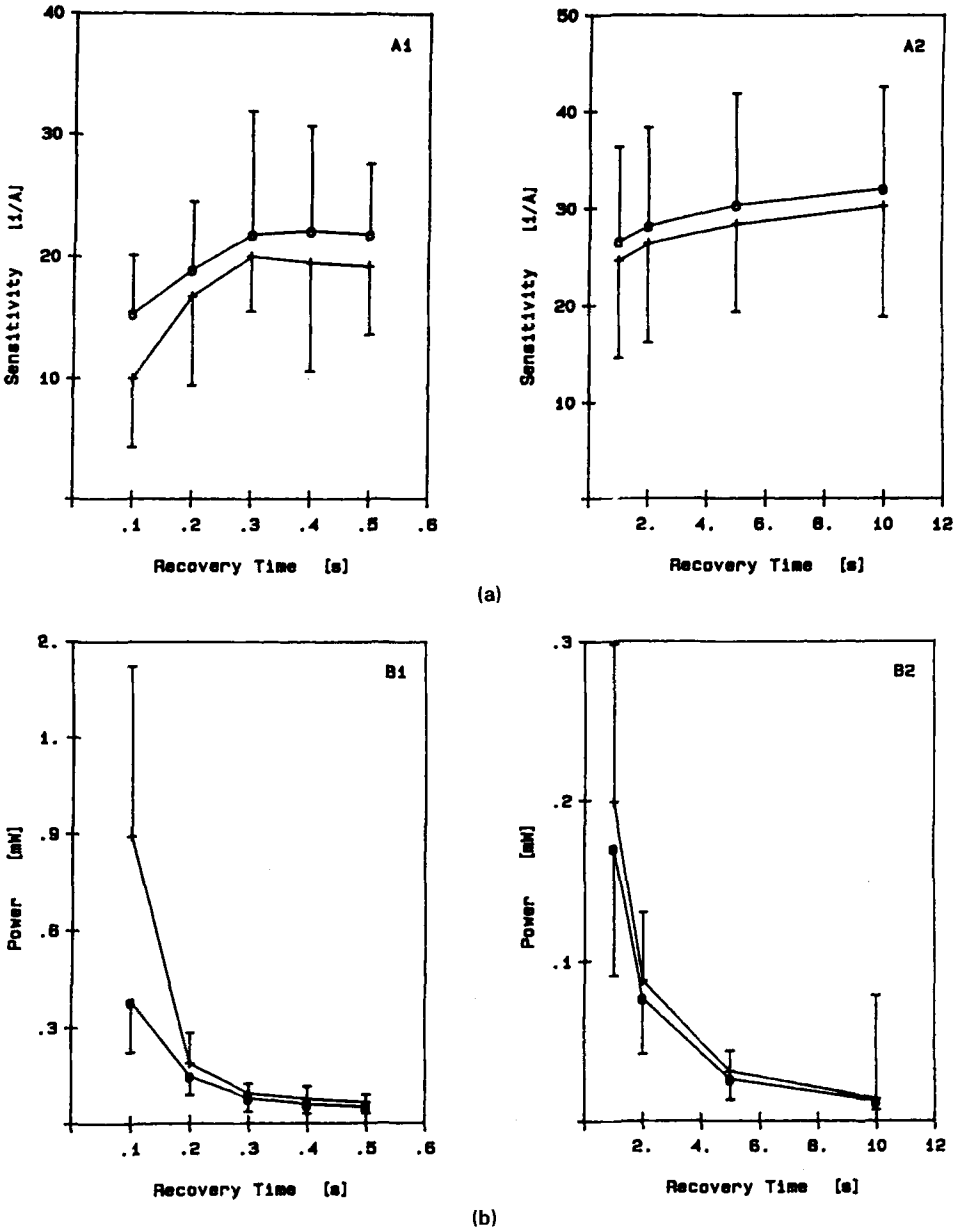 A1
40
30
20
10
Sensitivity [1/A]
.1 .2 .3 .4 .5 .6
Recovery Time [s]
A2
50
40
30
20
10
Sensitivity [1/A]
2. 4. 6. 8. 10 12
Recovery Time [s]
(a)
B1
2.
1.
.9
.6
.3
Power [mW]
.1 .2 .3 .4 .5 .6
Recovery Time [s]
B2
.3
.2
.1
Power [mW]
2. 4. 6. 8. 10 12
Recovery Time [s]
(b)